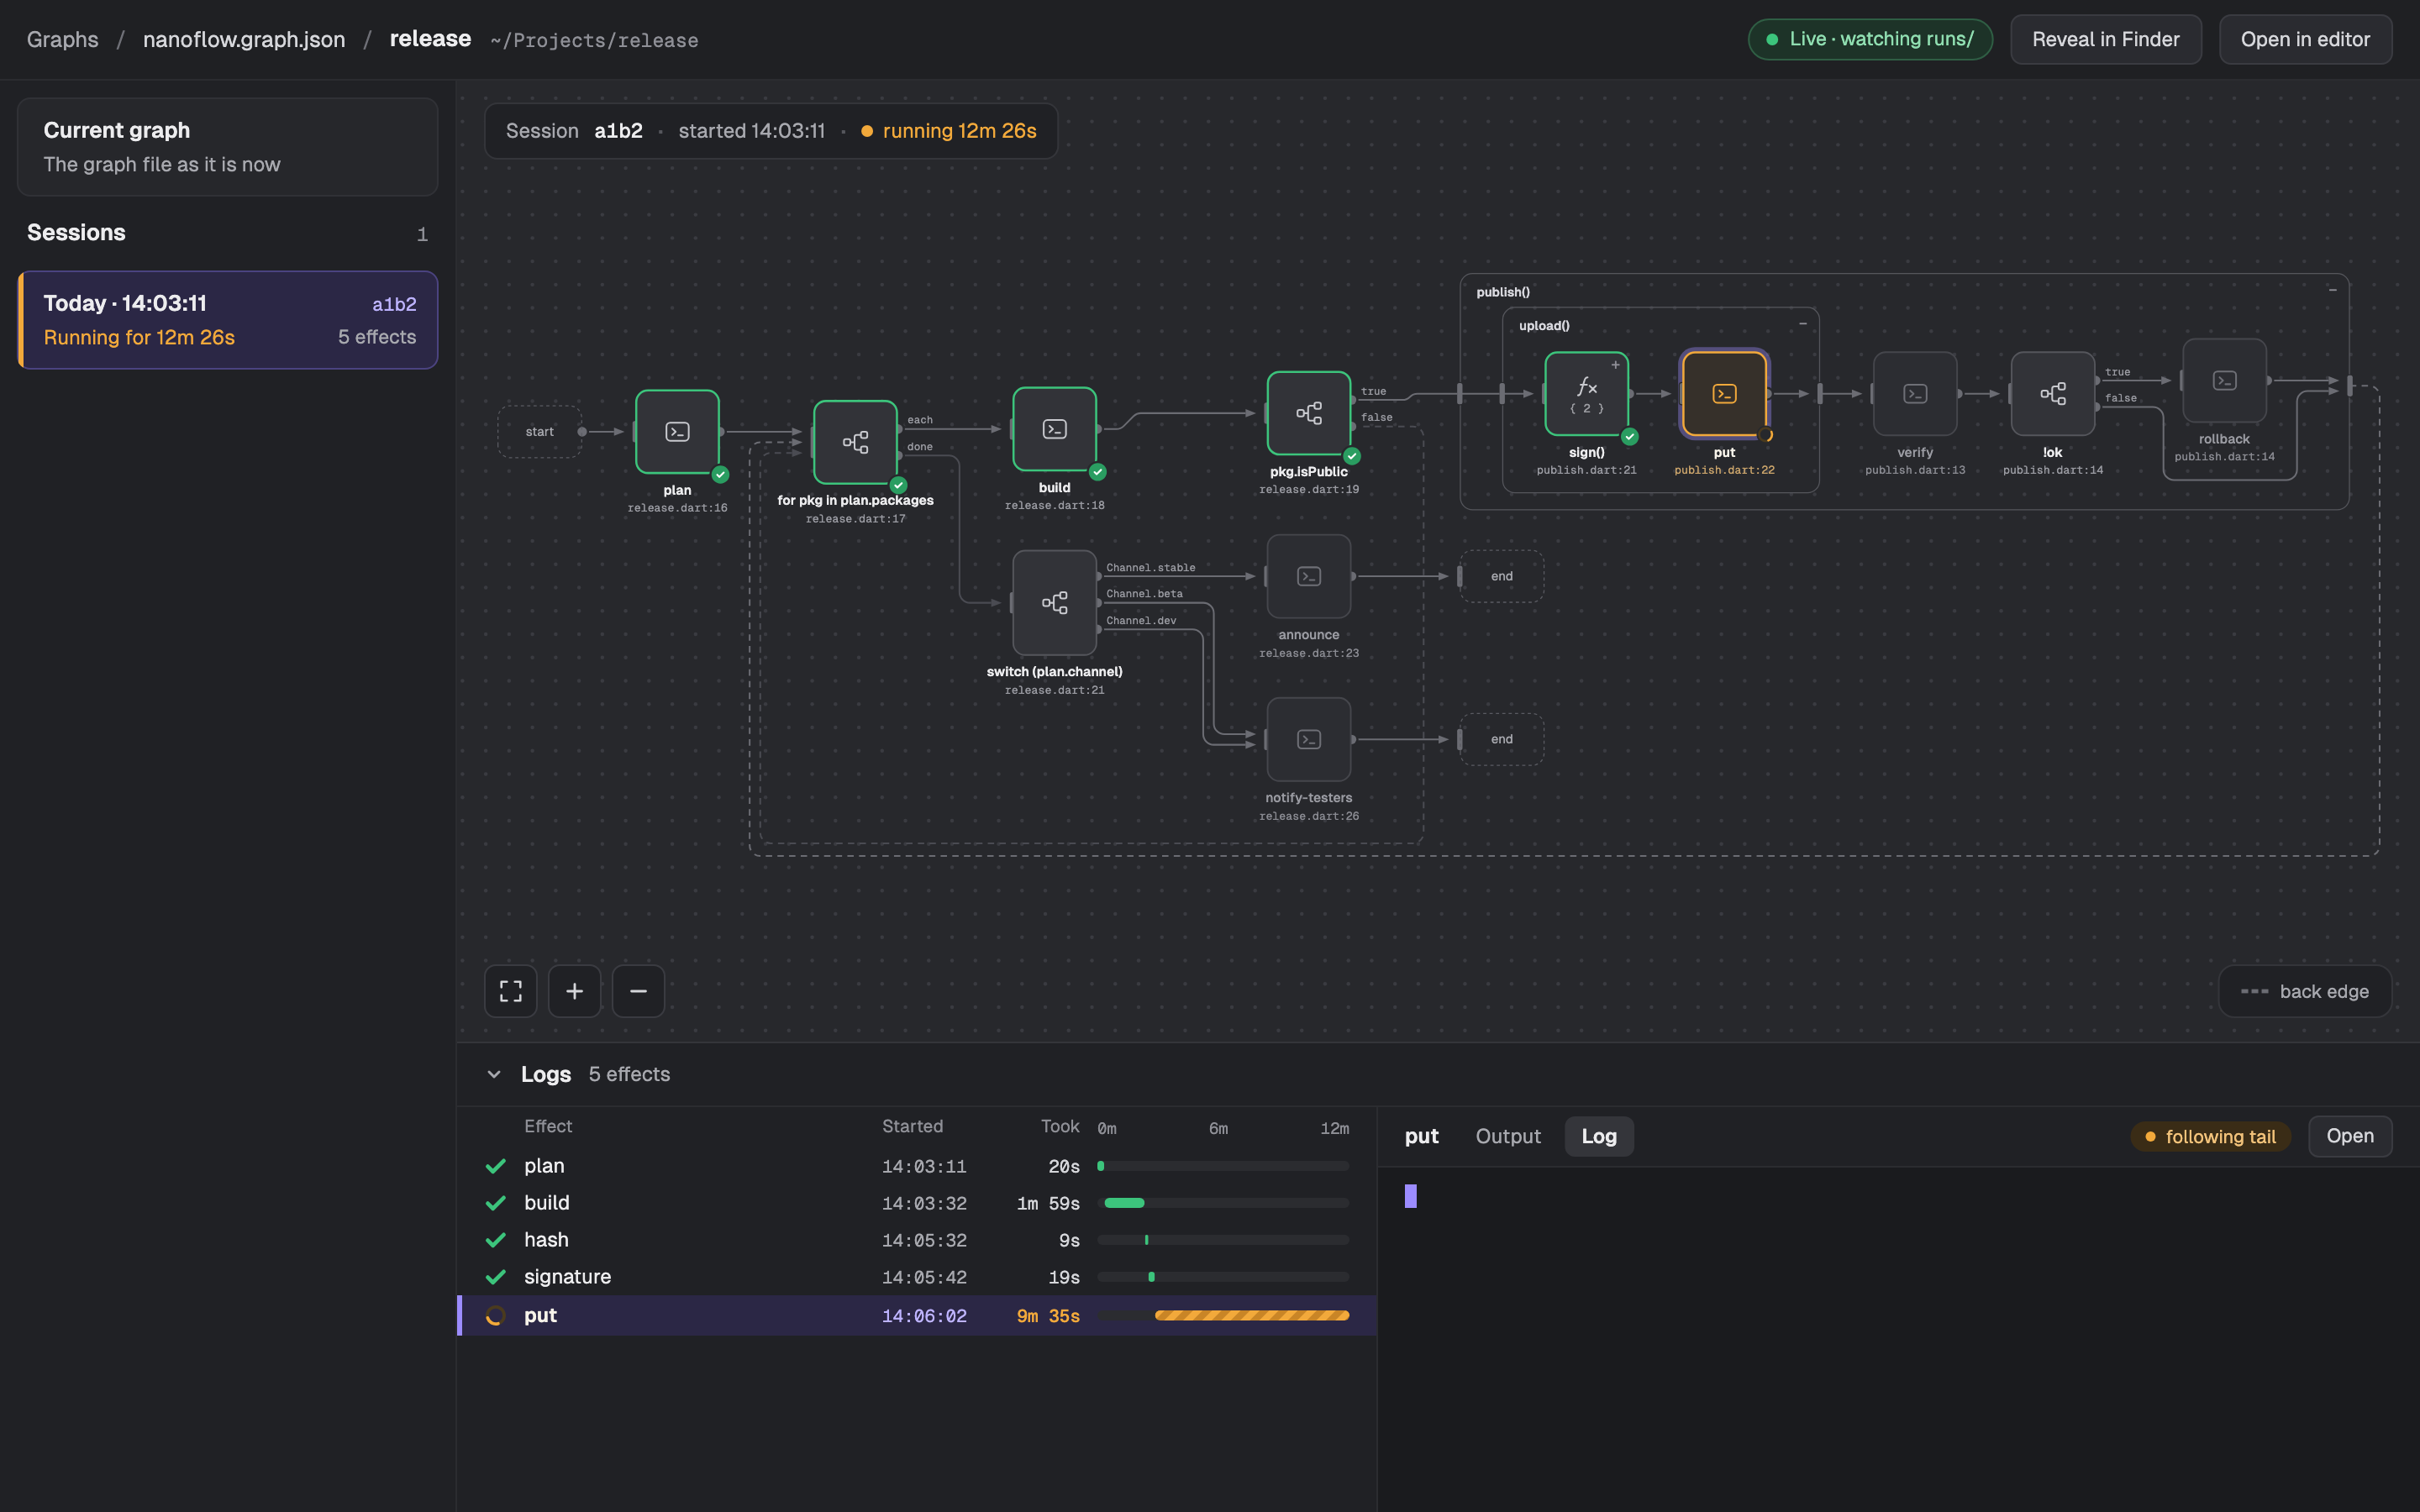 Graphs / nanoflow.graph.json / release ~/Projects/release
Live · watching runs/
Reveal in Finder
Open in editor
Current graph
The graph file as it is now
Sessions 1
Today · 14:03:11 a1b2
Running for 12m 26s 5 effects
Session a1b2 · started 14:03:11 · running 12m 26s
publish()
upload()
start
plan
release.dart:16
for pkg in plan.packages
release.dart:17
each
done
build
release.dart:18
pkg.isPublic
release.dart:19
true
false
{ 2 }
sign()
publish.dart:21
put
publish.dart:22
verify
publish.dart:13
!ok
publish.dart:14
true
false
rollback
publish.dart:14
switch (plan.channel)
release.dart:21
Channel.stable
Channel.beta
Channel.dev
announce
release.dart:23
end
notify-testers
release.dart:26
end
back edge
Logs 5 effects
Effect Started Took 0m 6m 12m
plan 14:03:11 20s
build 14:03:32 1m 59s
hash 14:05:32 9s
signature 14:05:42 19s
put 14:06:02 9m 35s
put Output Log
following tail
Open